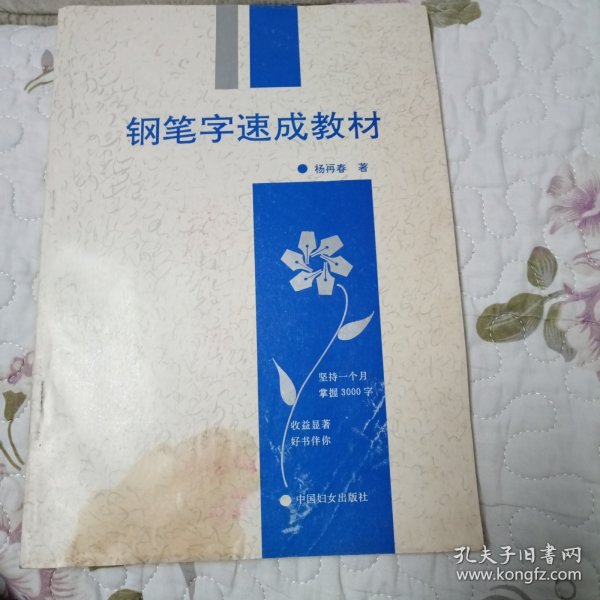 钢笔字速成教材
杨再春 著
坚持一个月
掌握3000字
收益显著
好书伴你
中国妇女出版社
孔夫子旧書网
www.kongfz.com